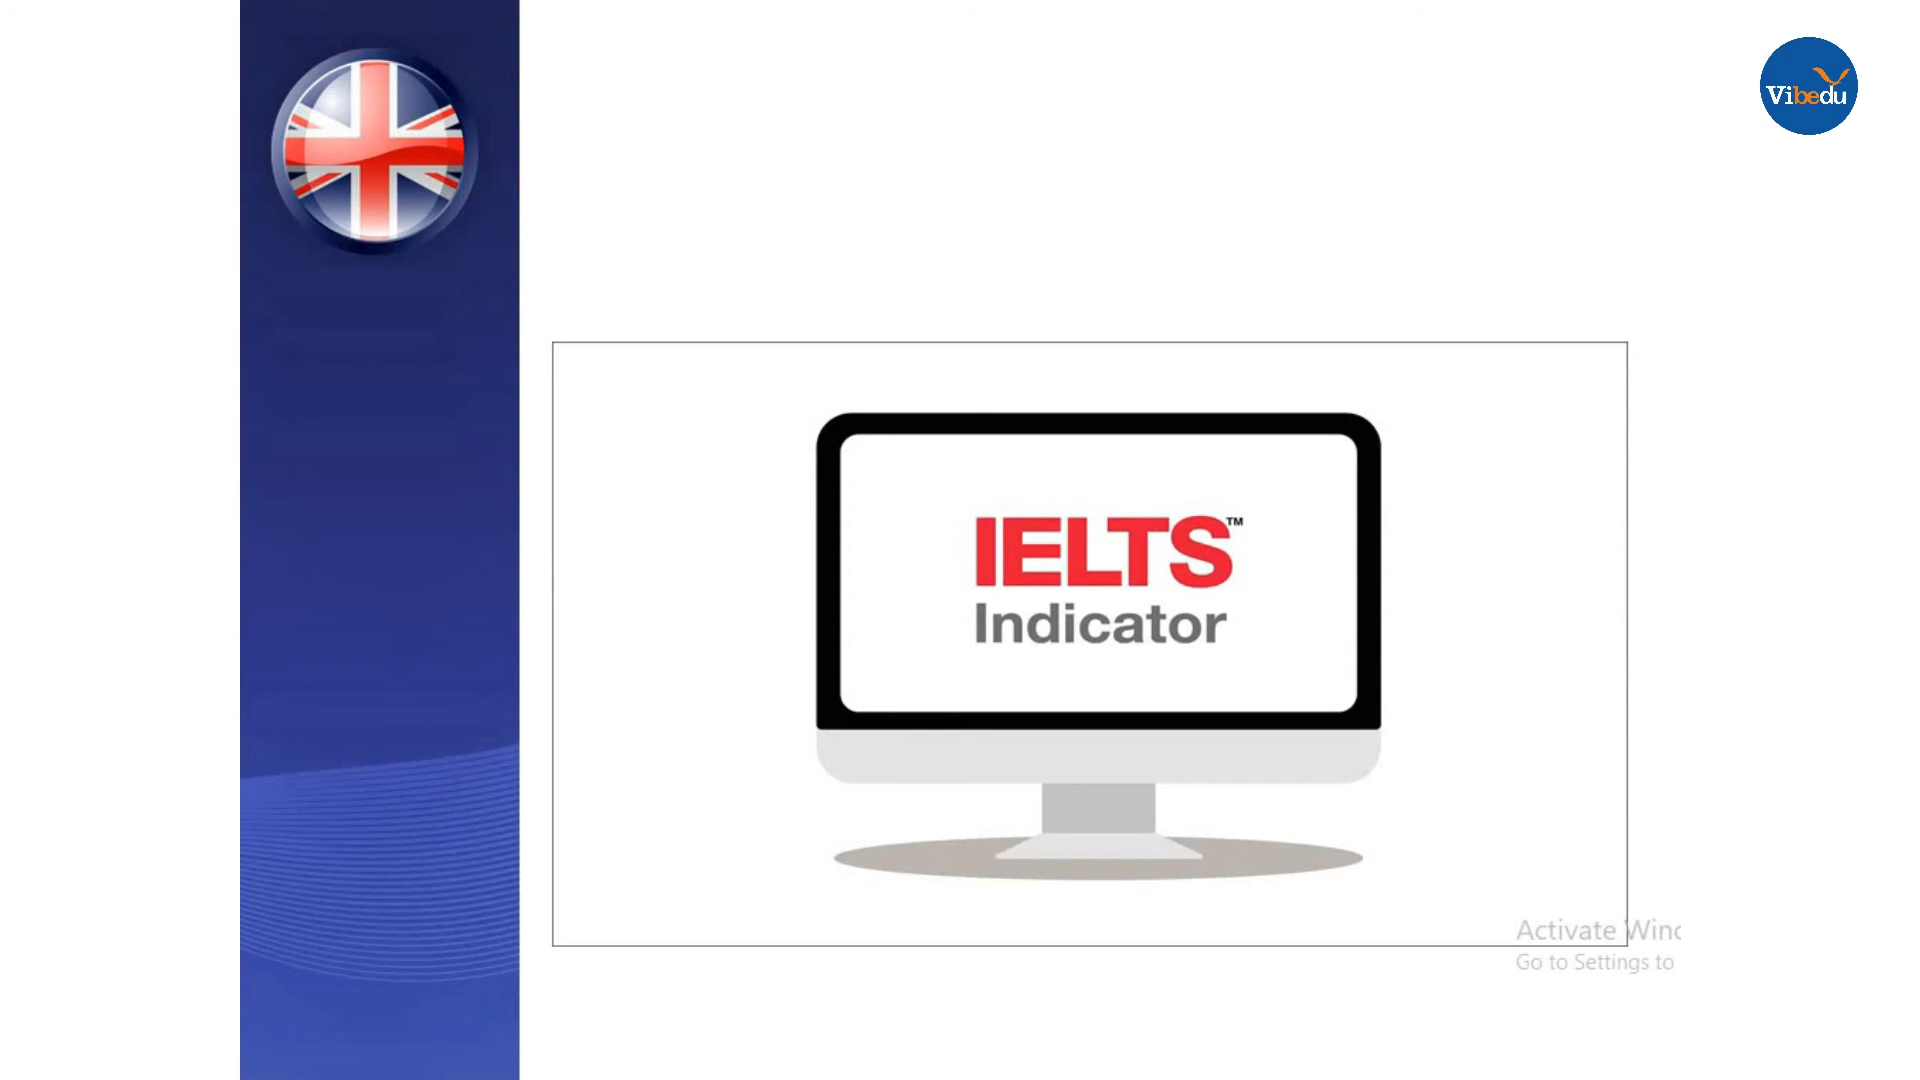 Vibedu
IELTS™
Indicator
Activate Winc
Go to Settings to